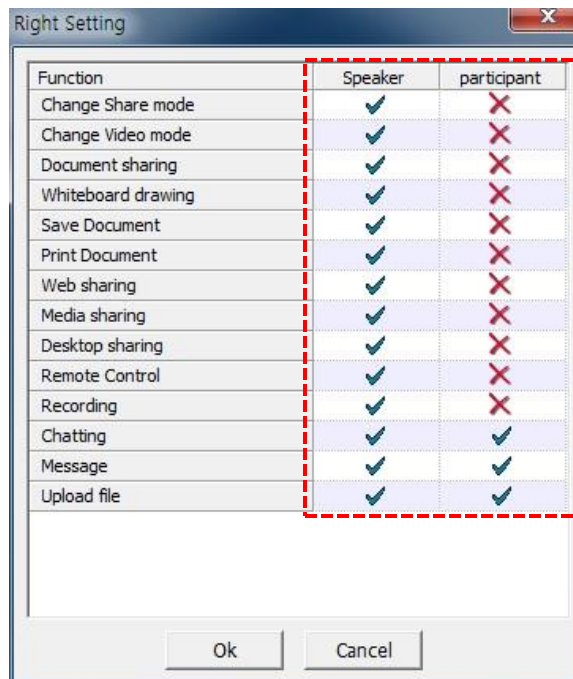 Right Setting
Function Speaker participant
Change Share mode
Change Video mode
Document sharing
Whiteboard drawing
Save Document
Print Document
Web sharing
Media sharing
Desktop sharing
Remote Control
Recording
Chatting
Message
Upload file
Ok Cancel